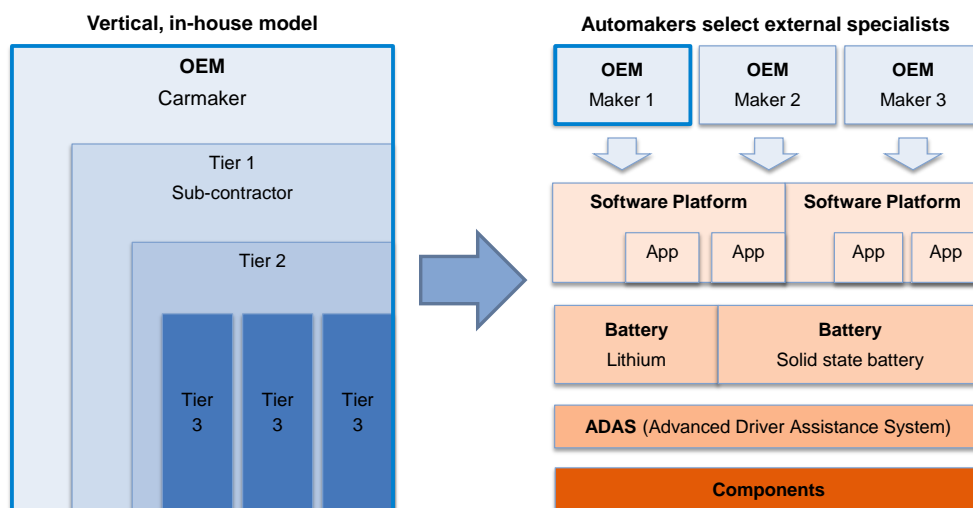 Vertical, in-house model
OEM
Carmaker
Tier 1
Sub-contractor
Tier 2
Tier
3
Tier
3
Tier
3
Automakers select external specialists
OEM
Maker 1
OEM
Maker 2
OEM
Maker 3
Software Platform
App
App
Software Platform
App
App
Battery
Lithium
Battery
Solid state battery
ADAS (Advanced Driver Assistance System)
Components